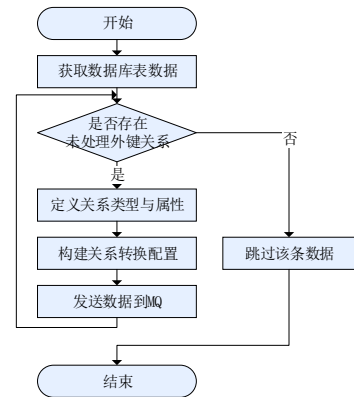 开始
获取数据库表数据
是否存在
未处理外键关系
否
是
定义关系类型与属性
构建关系转换配置
跳过该条数据
发送数据到MQ
结束